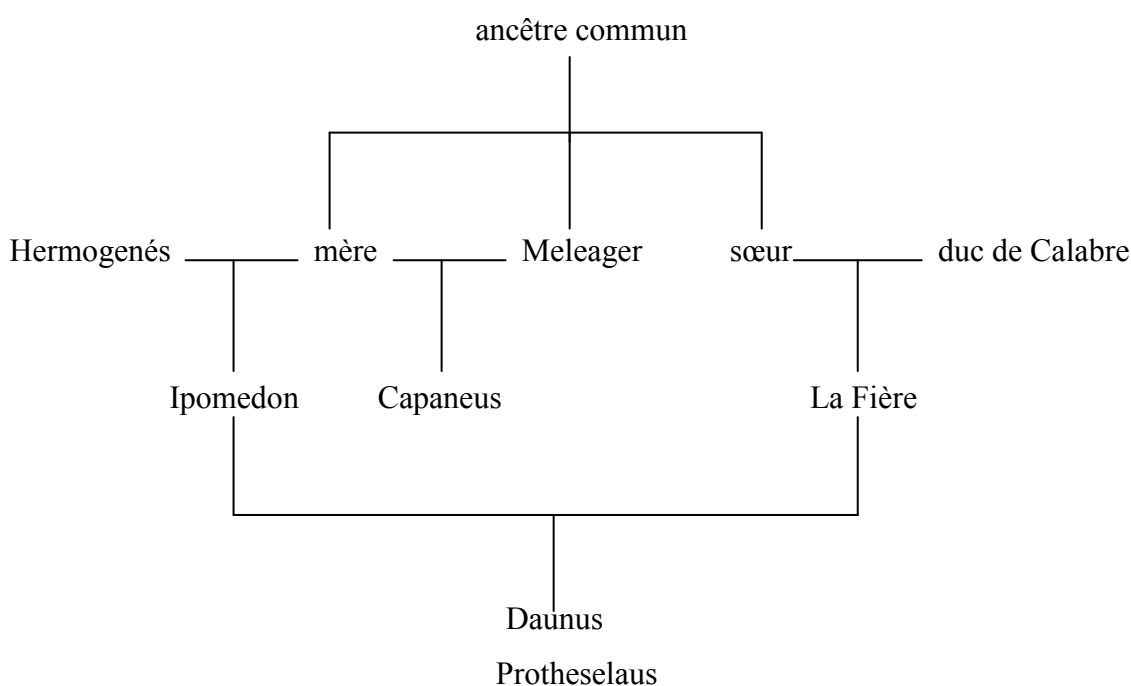 ancêtre commun
Hermogenés mère Meleager sœur duc de Calabre
Ipomedon Capaneus La Fière
Daunus
Protheselaus